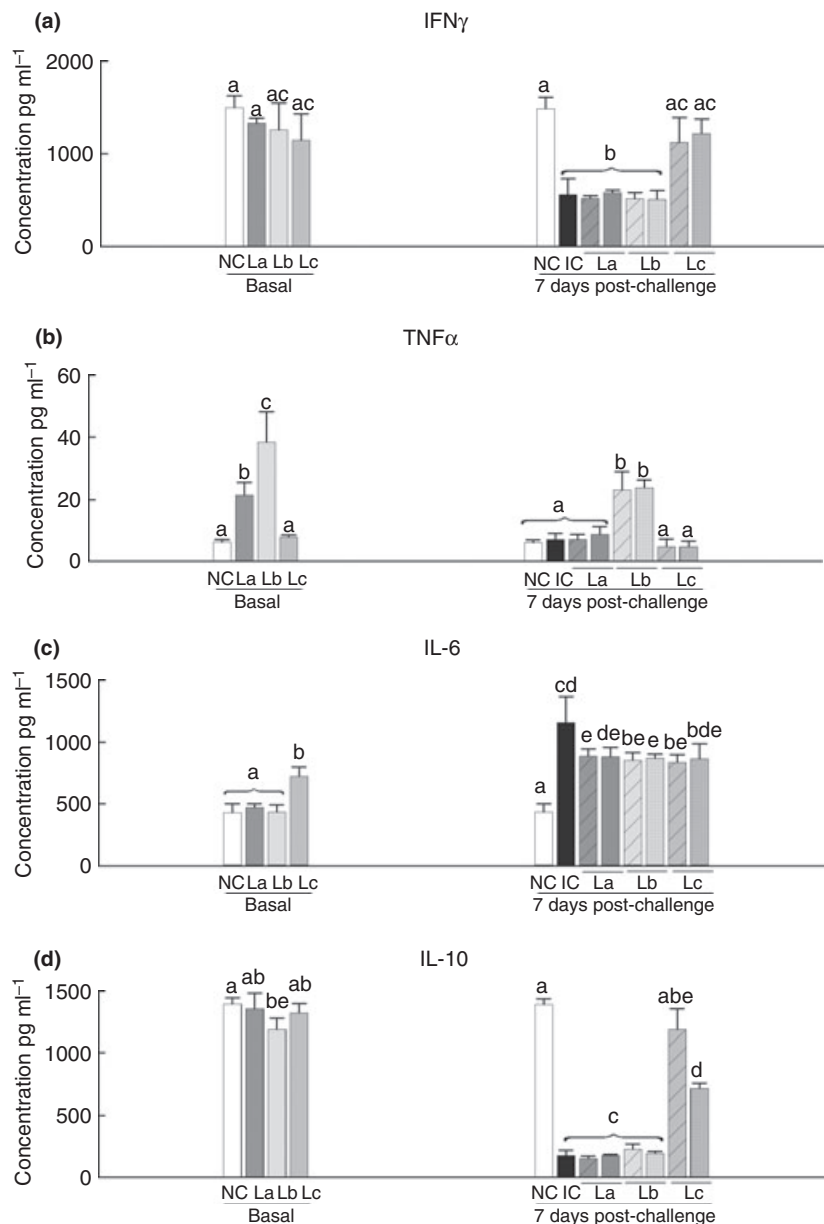 (a) IFNγ
Concentration pg ml⁻¹
2000
1000
0
a a ac ac
a b ac ac
NC La Lb Lc
Basal
NC IC La Lb Lc
7 days post-challenge
(b) TNFα
Concentration pg ml⁻¹
60
40
20
0
a b c a
a b b a a
NC La Lb Lc
Basal
NC IC La Lb Lc
7 days post-challenge
(c) IL-6
Concentration pg ml⁻¹
1500
1000
500
0
a b
a cd e de be e be bde
NC La Lb Lc
Basal
NC IC La Lb Lc
7 days post-challenge
(d) IL-10
Concentration pg ml⁻¹
1500
1000
500
0
a ab be ab
a c abe d
NC La Lb Lc
Basal
NC IC La Lb Lc
7 days post-challenge